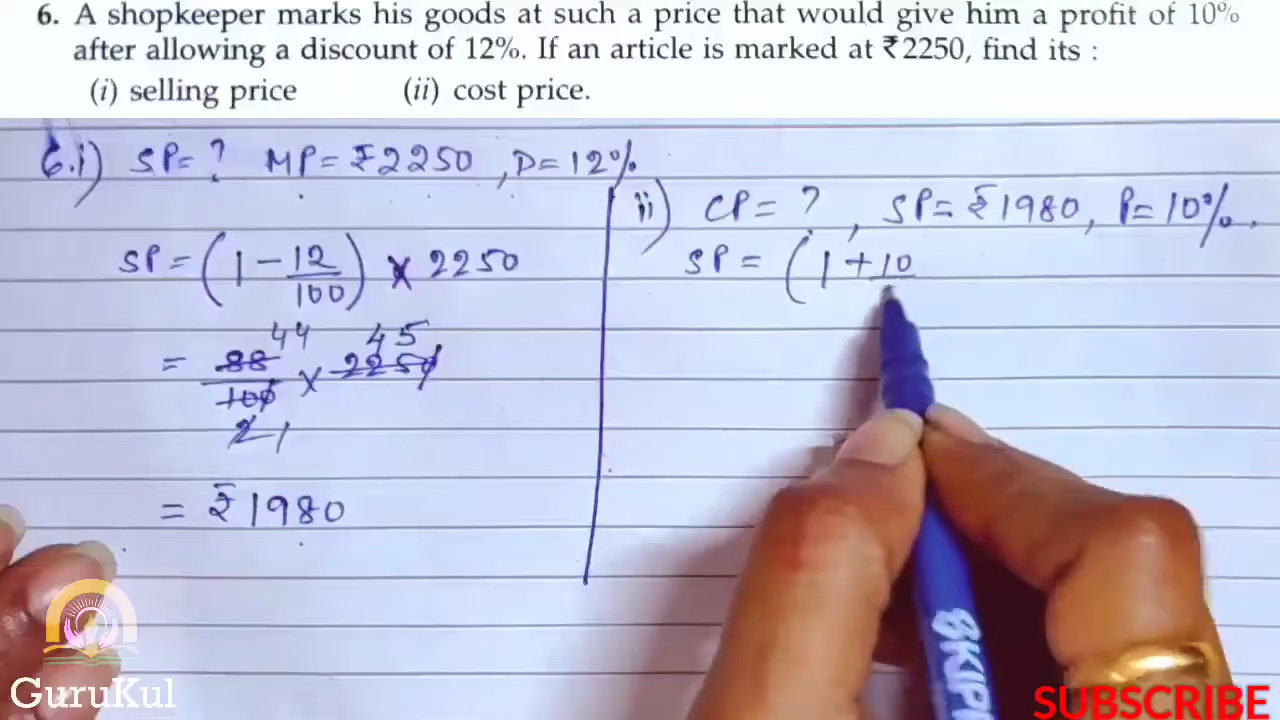 6. A shopkeeper marks his goods at such a price that would give him a profit of 10%
after allowing a discount of 12%. If an article is marked at ₹2250, find its :
(i) selling price (ii) cost price.
6.i) SP = ? MP = ₹2250, D = 12%
SP = (1 - 12/100) × 2250
= 88/100 × 2250
44 45
2 1
= ₹1980
ii) CP = ?, SP = ₹1980, P = 10%.
SP = (1 + 10
GuruKul
SUBSCRIBE